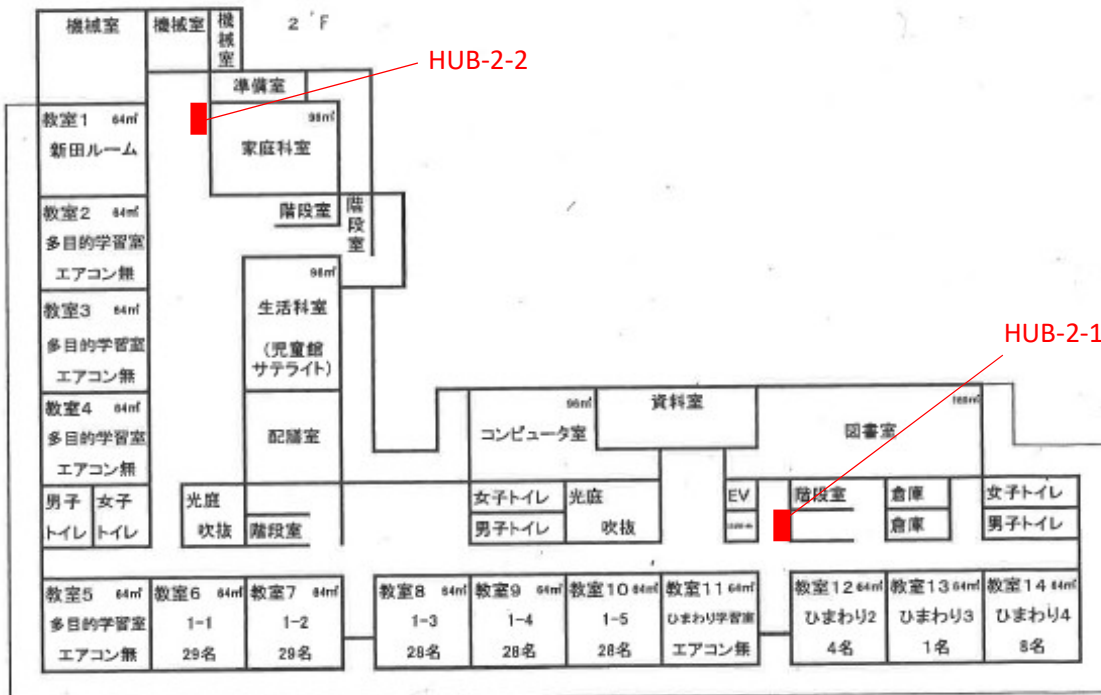 機械室
機械室
機械室
2 F
HUB-2-2
準備室
教室1 64㎡
新田ルーム
家庭科室
教室2 64㎡
多目的学習室
エアコン無
階段室
階段室
96㎡
生活科室
(児童館
サテライト)
教室3 64㎡
多目的学習室
エアコン無
HUB-2-1
教室4 64㎡
多目的学習室
エアコン無
配膳室
96㎡
コンピュータ室
資料室
図書室
男子
トイレ
女子
トイレ
光庭
吹抜
階段室
女子トイレ
男子トイレ
光庭
吹抜
EV
階段室
倉庫
倉庫
女子トイレ
男子トイレ
教室5 64㎡
多目的学習室
エアコン無
教室6 64㎡
1-1
29名
教室7 64㎡
1-2
29名
教室8 64㎡
1-3
28名
教室9 64㎡
1-4
28名
教室10 64㎡
1-5
28名
教室11 64㎡
ひまわり学習室
エアコン無
教室12 64㎡
ひまわり2
4名
教室13 64㎡
ひまわり3
1名
教室14 64㎡
ひまわり4